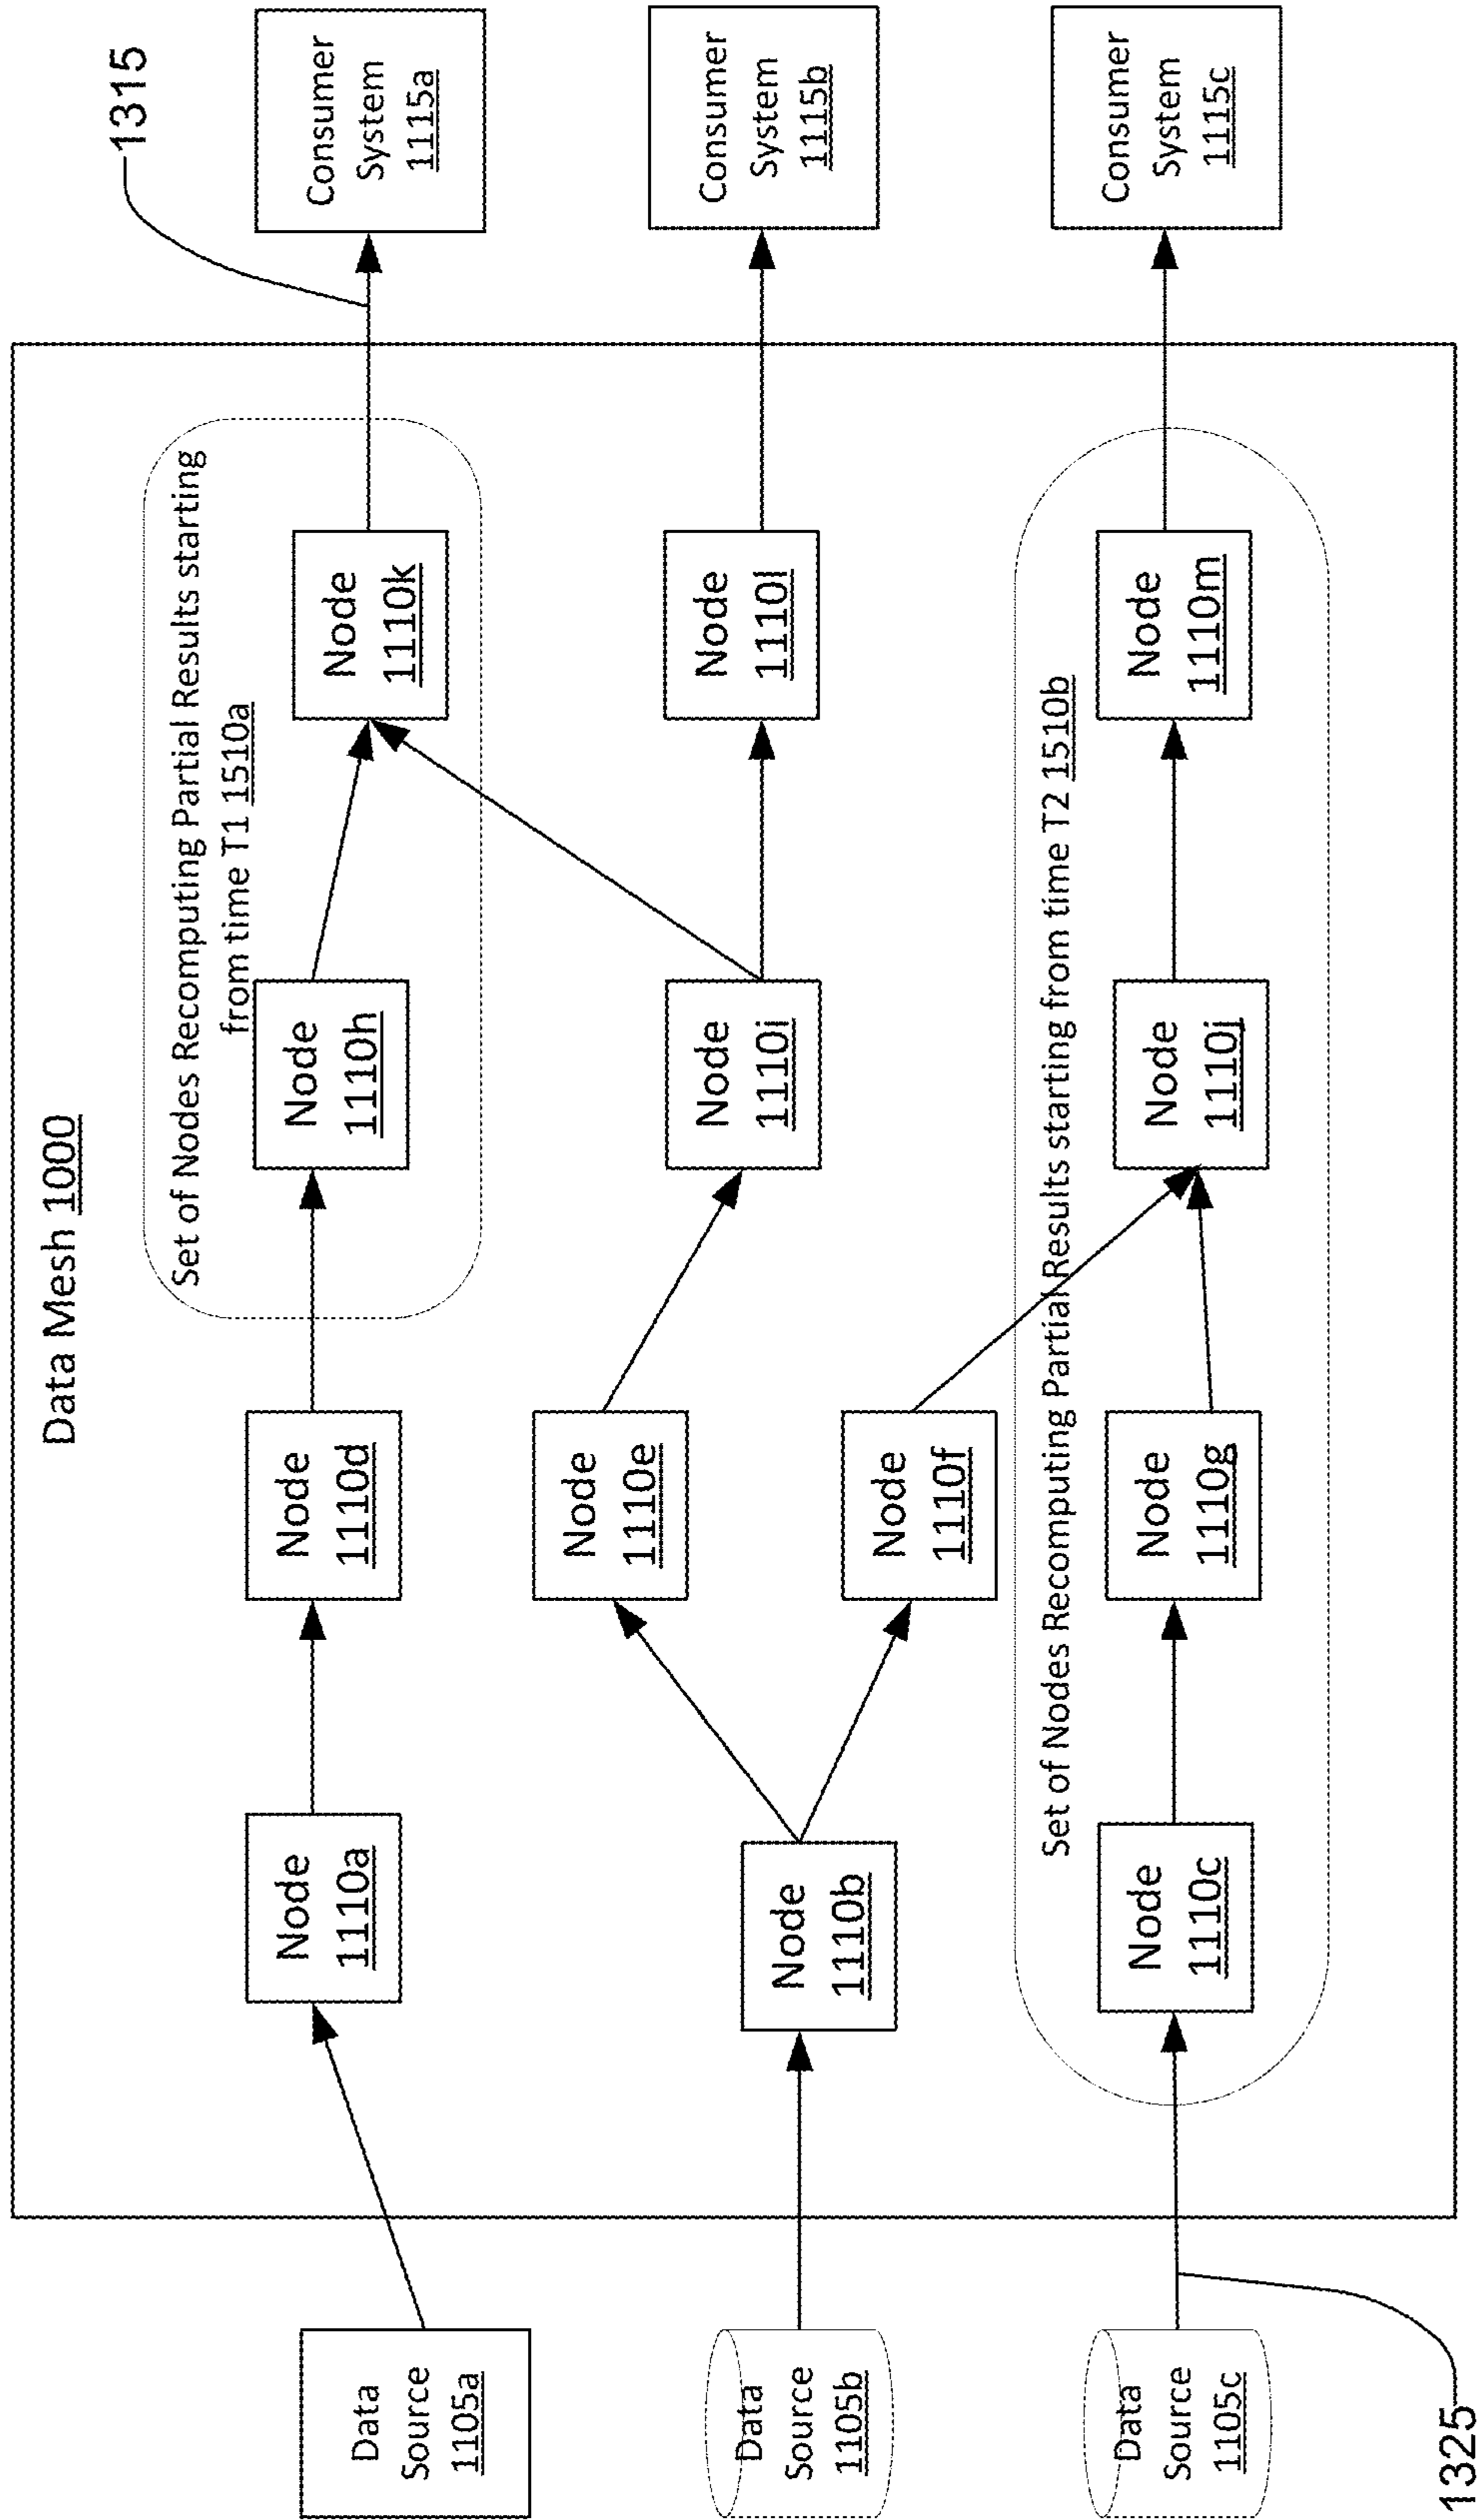 Data Mesh 1000
1315
Set of Nodes Recomputing Partial Results starting
from time T1 1510a
Data
Source
1105a
Node
1110a
Node
1110d
Node
1110h
Node
1110k
Consumer
System
1115a
Data
Source
1105b
Node
1110b
Node
1110e
Node
1110f
Node
1110i
Node
1110l
Consumer
System
1115b
Set of Nodes Recomputing Partial Results starting from time T2 1510b
Data
Source
1105c
Node
1110c
Node
1110g
Node
1110j
Node
1110m
Consumer
System
1115c
1325